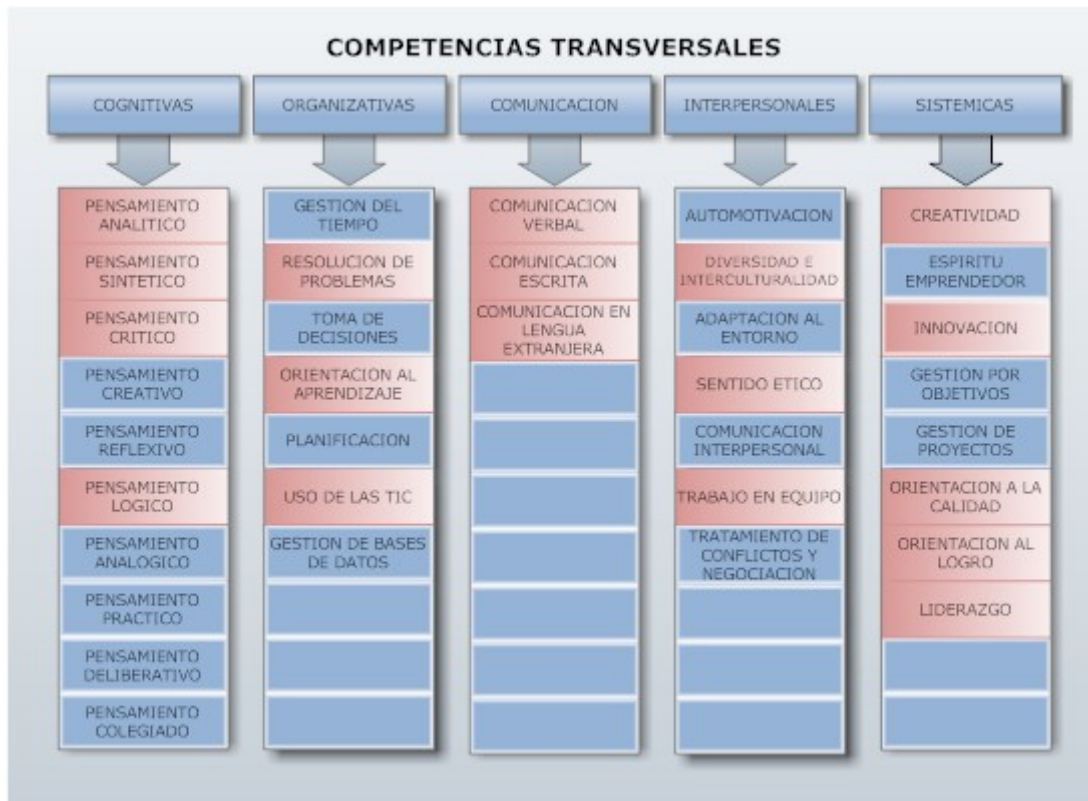 COMPETENCIAS TRANSVERSALES
COGNITIVAS
ORGANIZATIVAS
COMUNICACION
INTERPERSONALES
SISTEMICAS
PENSAMIENTO
ANALITICO
PENSAMIENTO
SINTETICO
PENSAMIENTO
CRITICO
PENSAMIENTO
CREATIVO
PENSAMIENTO
REFLEXIVO
PENSAMIENTO
LOGICO
PENSAMIENTO
ANALOGICO
PENSAMIENTO
PRACTICO
PENSAMIENTO
DELIBERATIVO
PENSAMIENTO
COLEGIADO
GESTION DEL
TIEMPO
RESOLUCION DE
PROBLEMAS
TOMA DE
DECISIONES
ORIENTACION AL
APRENDIZAJE
PLANIFICACION
USO DE LAS TIC
GESTION DE BASES
DE DATOS
COMUNICACION
VERBAL
COMUNICACION
ESCRITA
COMUNICACION EN
LENGUA
EXTRANJERA
AUTOMOTIVACION
DIVERSIDAD E
INTERCULTURALIDAD
ADAPTACION AL
ENTORNO
SENTIDO ETICO
COMUNICACION
INTERPERSONAL
TRABAJO EN EQUIPO
TRATAMIENTO DE
CONFLICTOS Y
NEGOCIACION
CREATIVIDAD
ESPIRITU
EMPRENDEDOR
INNOVACION
GESTION POR
OBJETIVOS
GESTION DE
PROYECTOS
ORIENTACION A LA
CALIDAD
ORIENTACION AL
LOGRO
LIDERAZGO